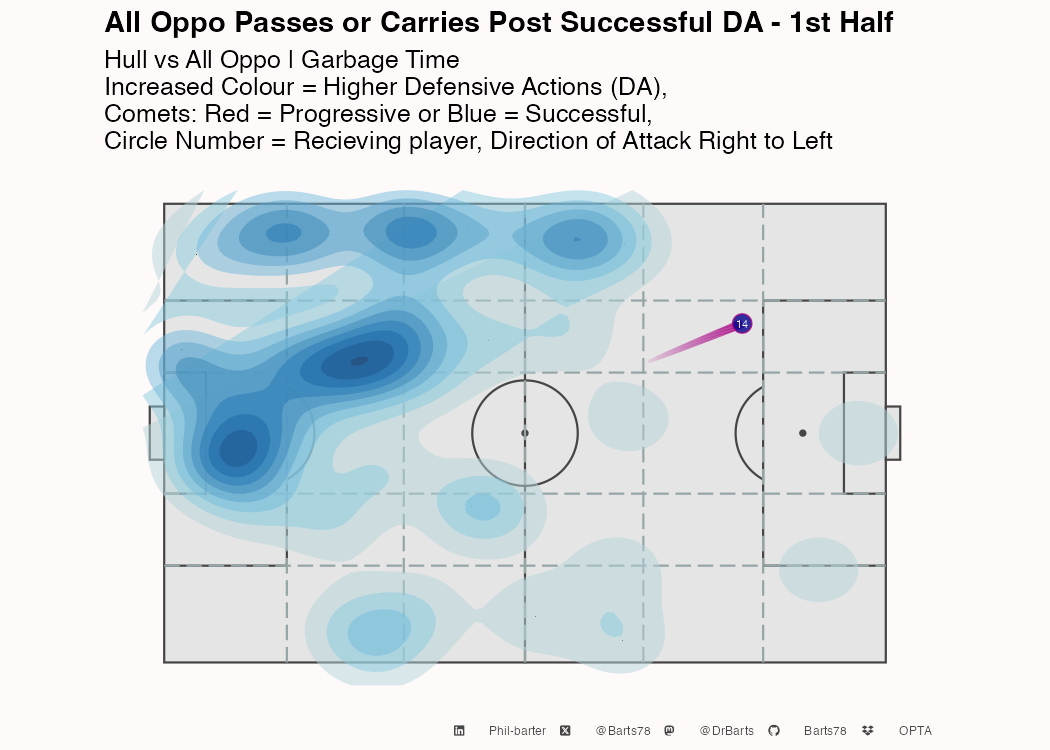 All Oppo Passes or Carries Post Successful DA - 1st Half
Hull vs All Oppo | Garbage Time
Increased Colour = Higher Defensive Actions (DA),
Comets: Red = Progressive or Blue = Successful,
Circle Number = Recieving player, Direction of Attack Right to Left
14
Phil-barter @Barts78 @DrBarts Barts78 OPTA